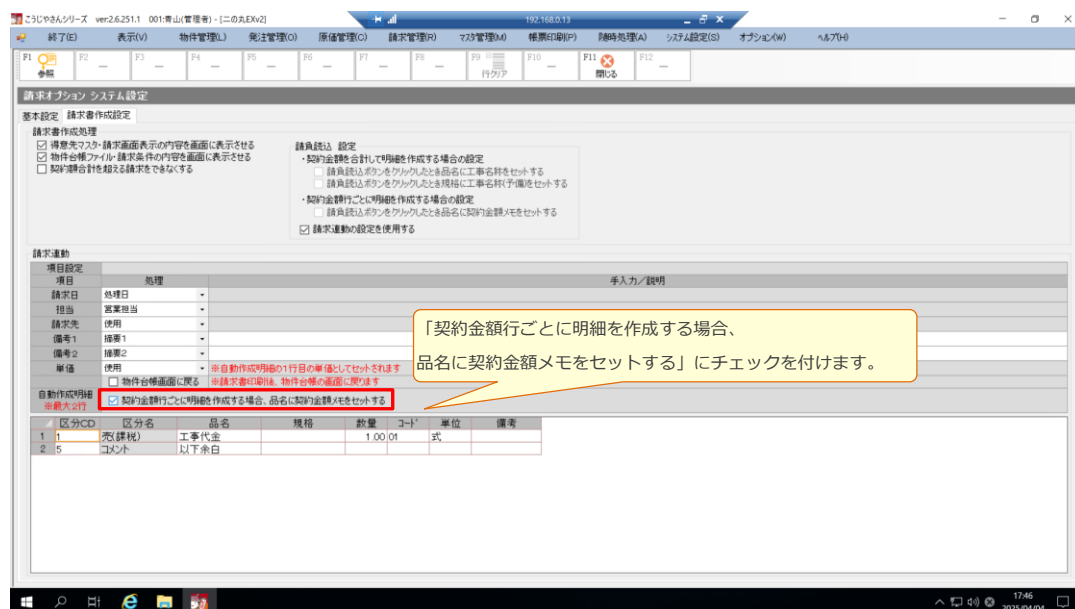 こうじやさんシリーズ ver.2.6.251.1 001:青山(管理者) - [二の丸EXv2]
192.168.0.13
終了(E) 表示(V) 物件管理(L) 発注管理(O) 原価管理(C) 請求管理(R) マスタ管理(M) 帳票印刷(P) 随時処理(A) システム設定(S) オプション(W) ヘルプ(H)
F1 参照 F2 F3 F4 F5 F6 F7 F8 F9 行クリア F10 F11 閉じる F12
請求オプション システム設定
基本設定 請求書作成設定
請求書作成処理
得意先マスタ・請求画面表示の内容を画面に表示させる
物件台帳ファイル・請求条件の内容を画面に表示させる
契約額合計を超える請求をできなくする
請負読込 設定
・契約金額を合計して明細を作成する場合の設定
請負読込ボタンをクリックしたとき品名に工事名称をセットする
請負読込ボタンをクリックしたとき規格に工事名称(予備)をセットする
・契約金額行ごとに明細を作成する場合の設定
請負読込ボタンをクリックしたとき品名に契約金額メモをセットする
請求連動の設定を使用する
請求連動
項目設定
項目 処理 手入力/説明
請求日 処理日
担当 営業担当
請求先 使用
備考1 摘要1
備考2 摘要2
単価 使用 ※自動作成明細の1行目の単価としてセットされます
物件台帳画面に戻る ※請求書印刷後、物件台帳の画面に戻ります
自動作成明細
※最大2行
契約金額行ごとに明細を作成する場合、品名に契約金額メモをセットする
「契約金額行ごとに明細を作成する場合、
品名に契約金額メモをセットする」にチェックを付けます。
区分CD 区分名 品名 規格 数量 コード 単位 備考
1 1 売(課税) 工事代金 1.00 01 式
2 5 コメント 以下余白
17:46
2025/04/04